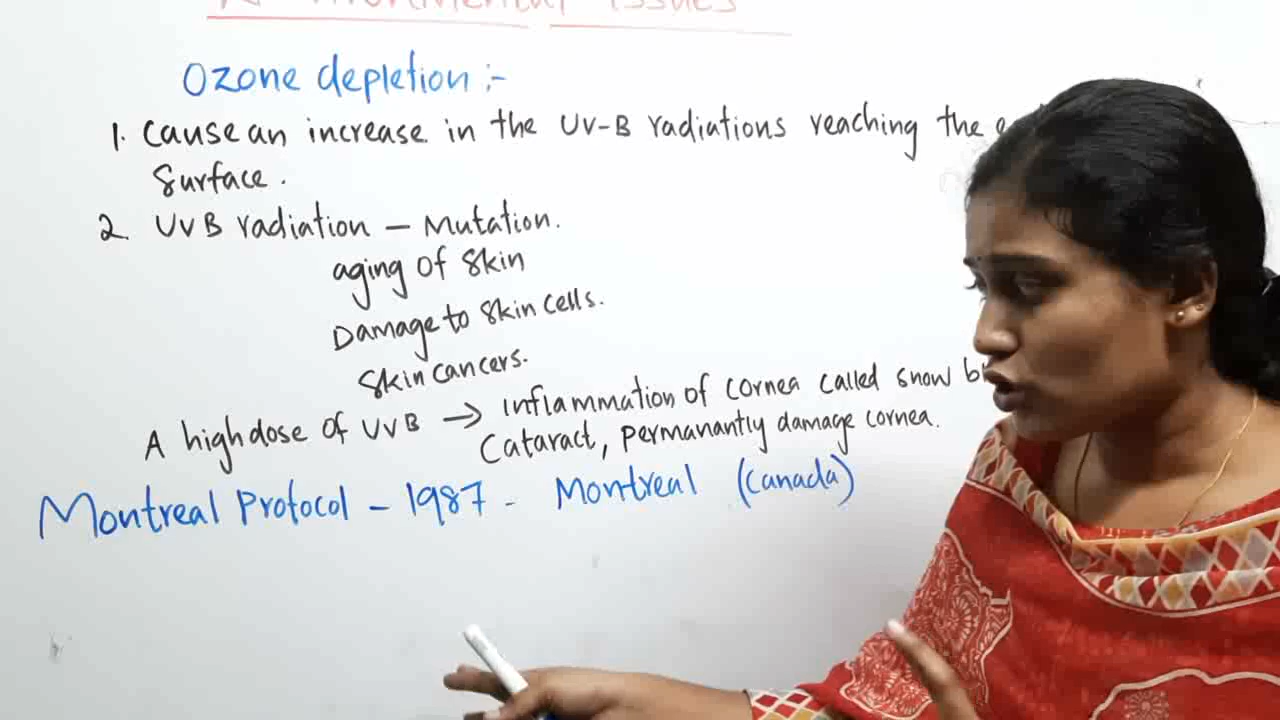 Issues
Ozone depletion :-
1. Cause an increase in the UV-B radiations reaching the
Surface.
2. UVB radiation – Mutation.
aging of Skin
Damage to Skin cells.
Skin cancers.
A high dose of UVB → Inflammation of cornea called snow
Cataract, permanantly damage cornea.
Montreal Protocol – 1987 - Montreal (Canada)